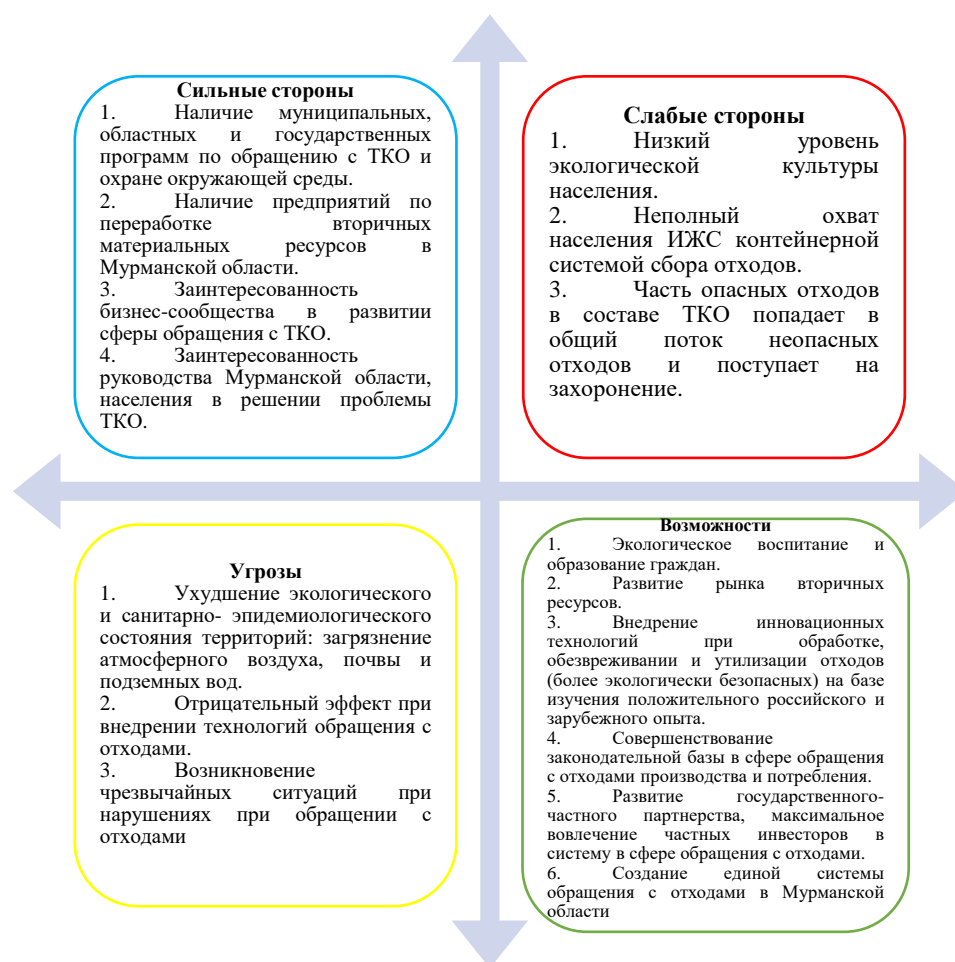 Сильные стороны
1. Наличие муниципальных,
областных и государственных
программ по обращению с ТКО и
охране окружающей среды.
2. Наличие предприятий по
переработке вторичных
материальных ресурсов в
Мурманской области.
3. Заинтересованность
бизнес-сообщества в развитии
сферы обращения с ТКО.
4. Заинтересованность
руководства Мурманской области,
населения в решении проблемы
ТКО.
Слабые стороны
1. Низкий уровень
экологической культуры
населения.
2. Неполный охват
населения ИЖС контейнерной
системой сбора отходов.
3. Часть опасных отходов
в составе ТКО попадает в
общий поток неопасных
отходов и поступает на
захоронение.
Угрозы
1. Ухудшение экологического
и санитарно- эпидемиологического
состояния территорий: загрязнение
атмосферного воздуха, почвы и
подземных вод.
2. Отрицательный эффект при
внедрении технологий обращения с
отходами.
3. Возникновение
чрезвычайных ситуаций при
нарушениях при обращении с
отходами
Возможности
1. Экологическое воспитание и
образование граждан.
2. Развитие рынка вторичных
ресурсов.
3. Внедрение инновационных
технологий при обработке,
обезвреживании и утилизации отходов
(более экологически безопасных) на базе
изучения положительного российского и
зарубежного опыта.
4. Совершенствование
законодательной базы в сфере обращения
с отходами производства и потребления.
5. Развитие государственного-
частного партнерства, максимальное
вовлечение частных инвесторов в
систему в сфере обращения с отходами.
6. Создание единой системы
обращения с отходами в Мурманской
области